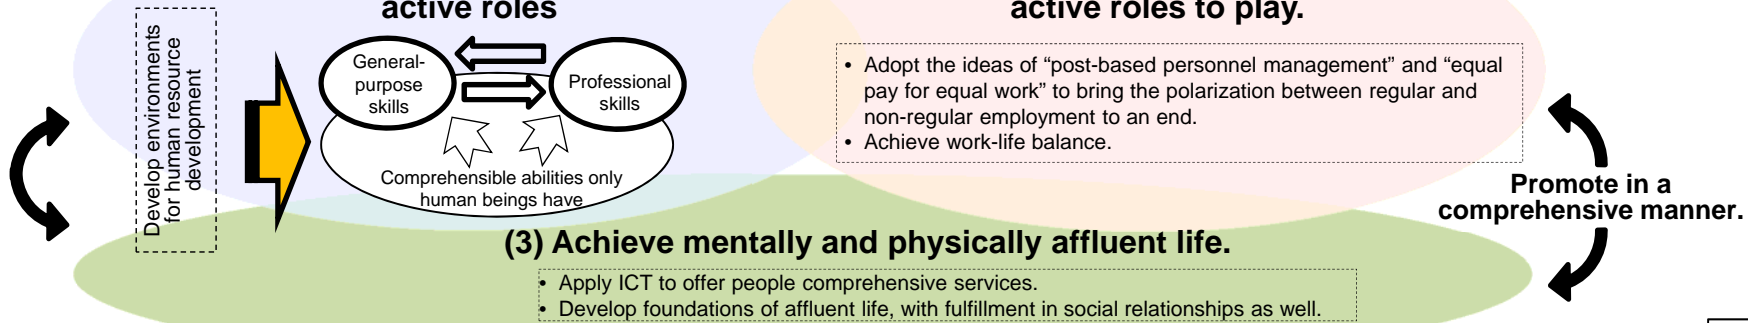 active roles
active roles to play.
Develop environments
for human resource
development
General-
purpose
skills
Professional
skills
Comprehensible abilities only
human beings have
• Adopt the ideas of “post-based personnel management” and “equal
pay for equal work” to bring the polarization between regular and
non-regular employment to an end.
• Achieve work-life balance.
Promote in a
comprehensive manner.
(3) Achieve mentally and physically affluent life.
• Apply ICT to offer people comprehensive services.
• Develop foundations of affluent life, with fulfillment in social relationships as well.